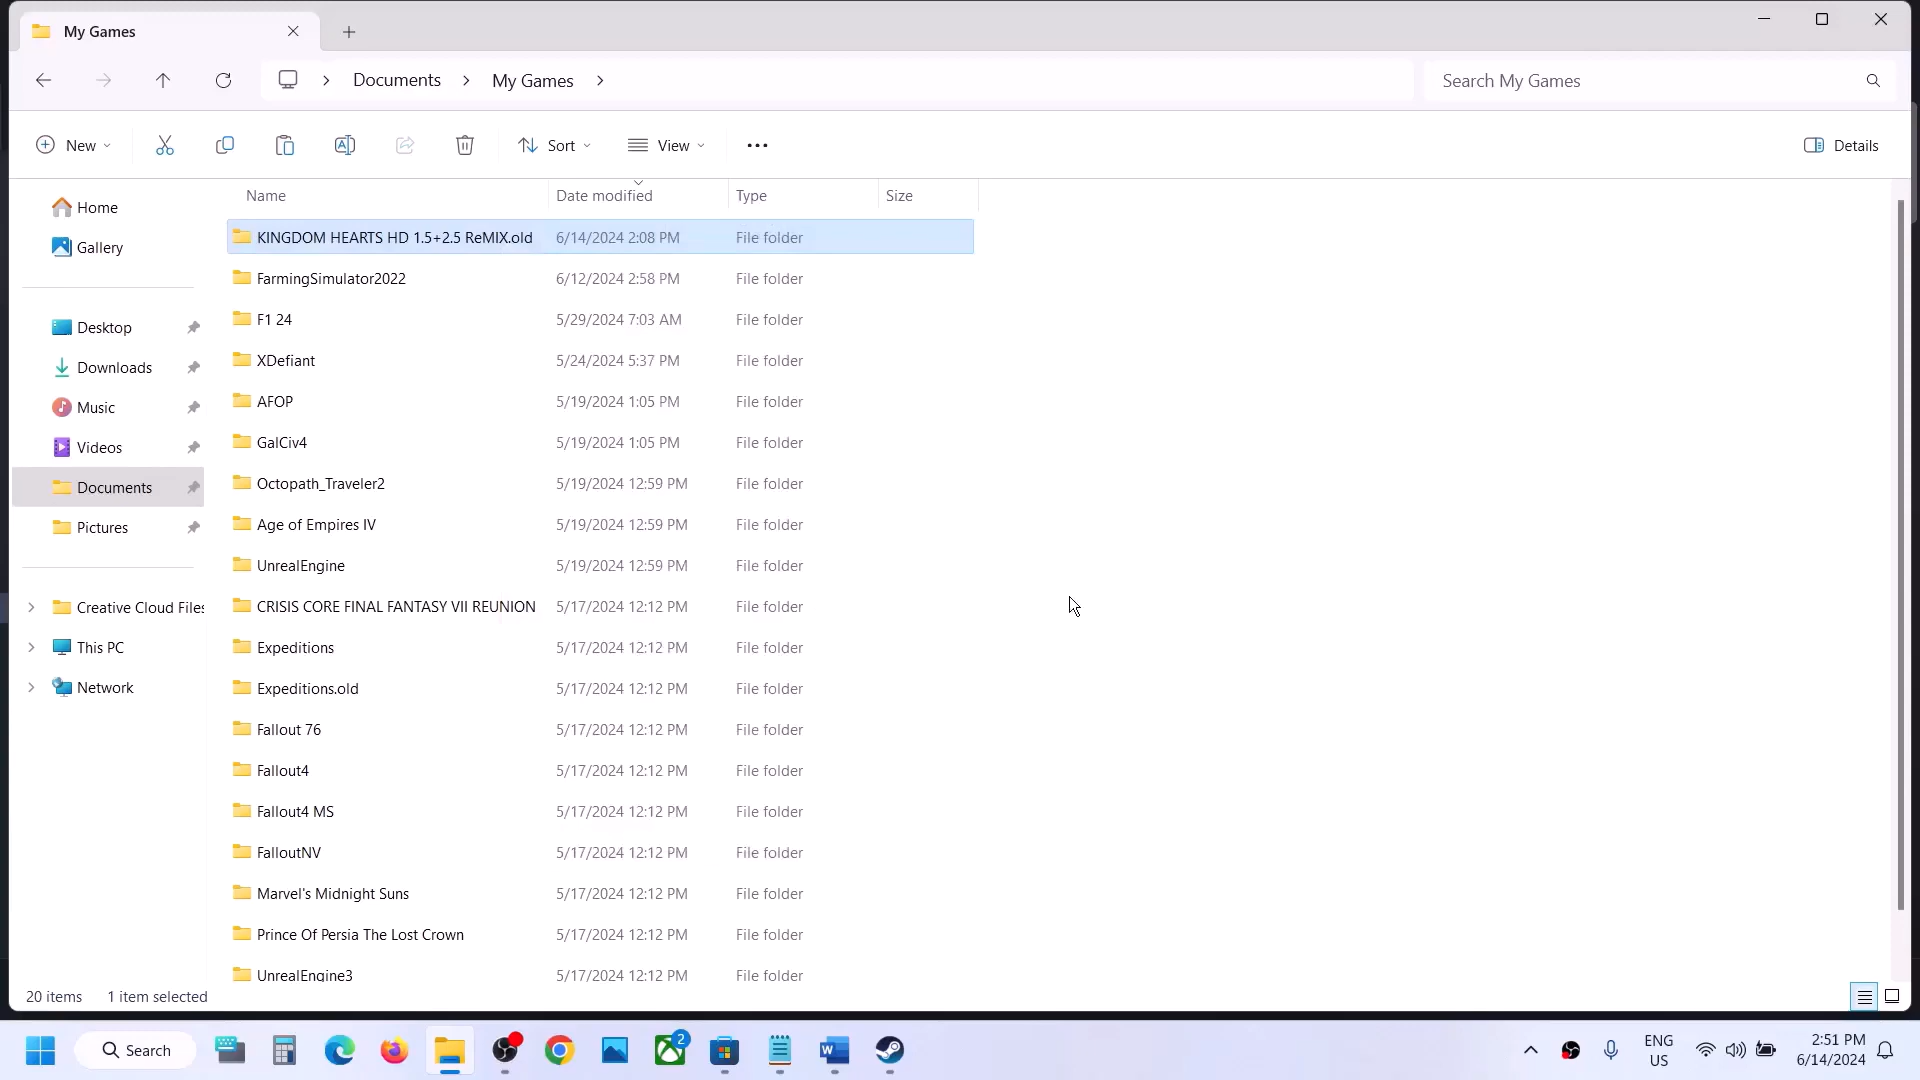 My Games
Documents
My Games
Search My Games
New
Sort
View
Details
Name
Date modified
Type
Size
Home
Gallery
Desktop
Downloads
Music
Videos
Documents
Pictures
Creative Cloud Files
This PC
Network
KINGDOM HEARTS HD 1.5+2.5 ReMIX.old 6/14/2024 2:08 PM File folder
FarmingSimulator2022 6/12/2024 2:58 PM File folder
F1 24 5/29/2024 7:03 AM File folder
XDefiant 5/24/2024 5:37 PM File folder
AFOP 5/19/2024 1:05 PM File folder
GalCiv4 5/19/2024 1:05 PM File folder
Octopath_Traveler2 5/19/2024 12:59 PM File folder
Age of Empires IV 5/19/2024 12:59 PM File folder
UnrealEngine 5/19/2024 12:59 PM File folder
CRISIS CORE FINAL FANTASY VII REUNION 5/17/2024 12:12 PM File folder
Expeditions 5/17/2024 12:12 PM File folder
Expeditions.old 5/17/2024 12:12 PM File folder
Fallout 76 5/17/2024 12:12 PM File folder
Fallout4 5/17/2024 12:12 PM File folder
Fallout4 MS 5/17/2024 12:12 PM File folder
FalloutNV 5/17/2024 12:12 PM File folder
Marvel's Midnight Suns 5/17/2024 12:12 PM File folder
Prince Of Persia The Lost Crown 5/17/2024 12:12 PM File folder
UnrealEngine3 5/17/2024 12:12 PM File folder
20 items 1 item selected
Search
2
ENG
US
2:51 PM
6/14/2024